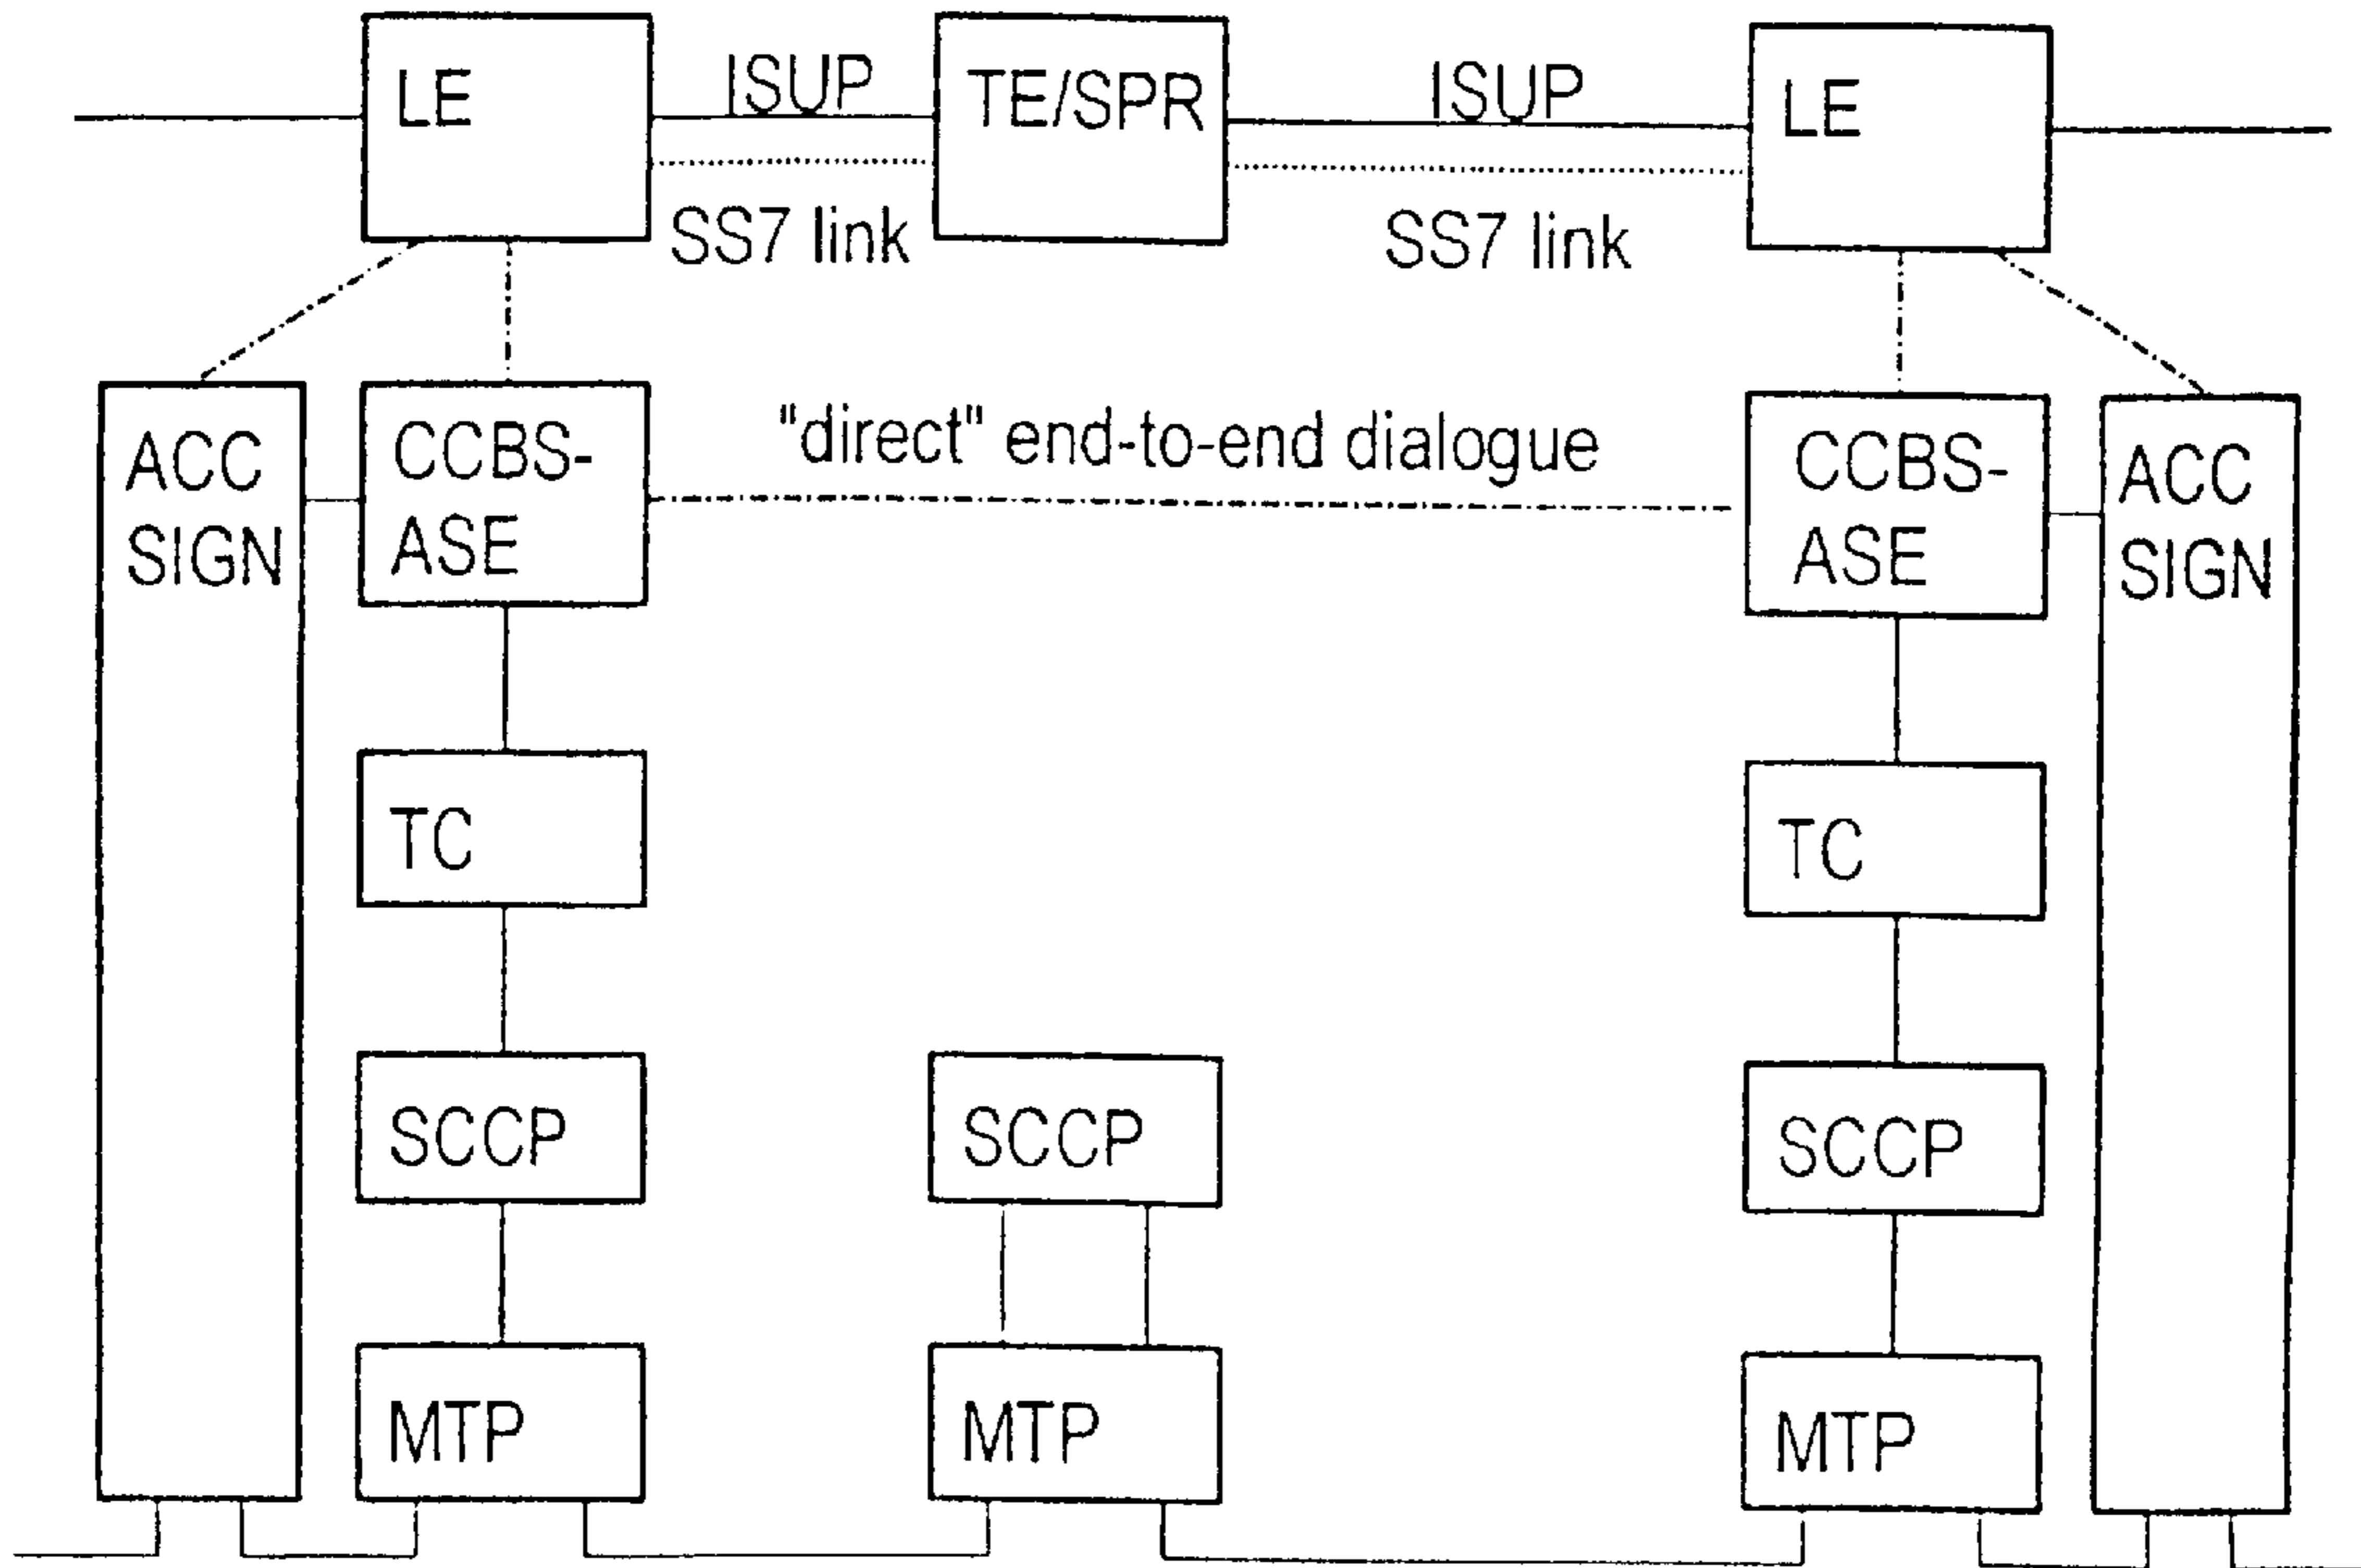 LE
ISUP
TE/SPR
ISUP
LE
SS7 link
SS7 link
ACC
SIGN
CCBS-
ASE
"direct" end-to-end dialogue
CCBS-
ASE
ACC
SIGN
TC
TC
SCCP
SCCP
SCCP
MTP
MTP
MTP